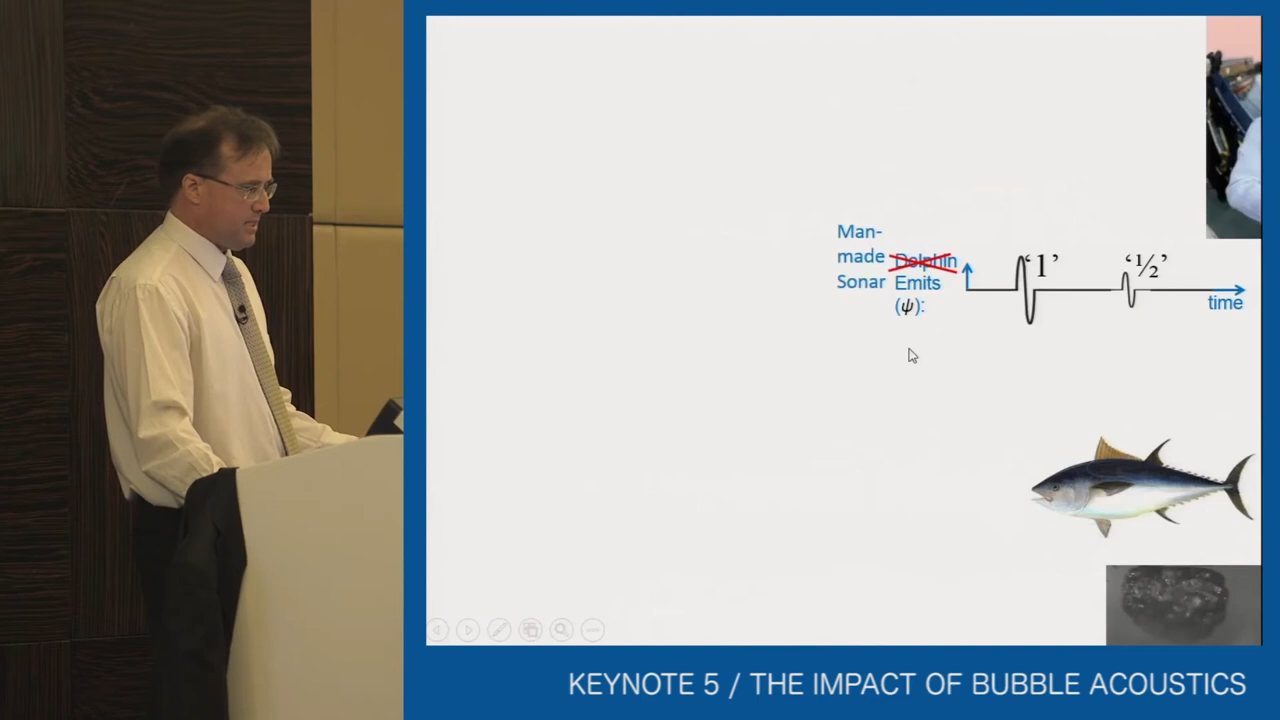 Man-
made
Sonar
Dolphin
Emits
(ψ):
‘1’
‘½’
time
KEYNOTE 5 / THE IMPACT OF BUBBLE ACOUSTICS